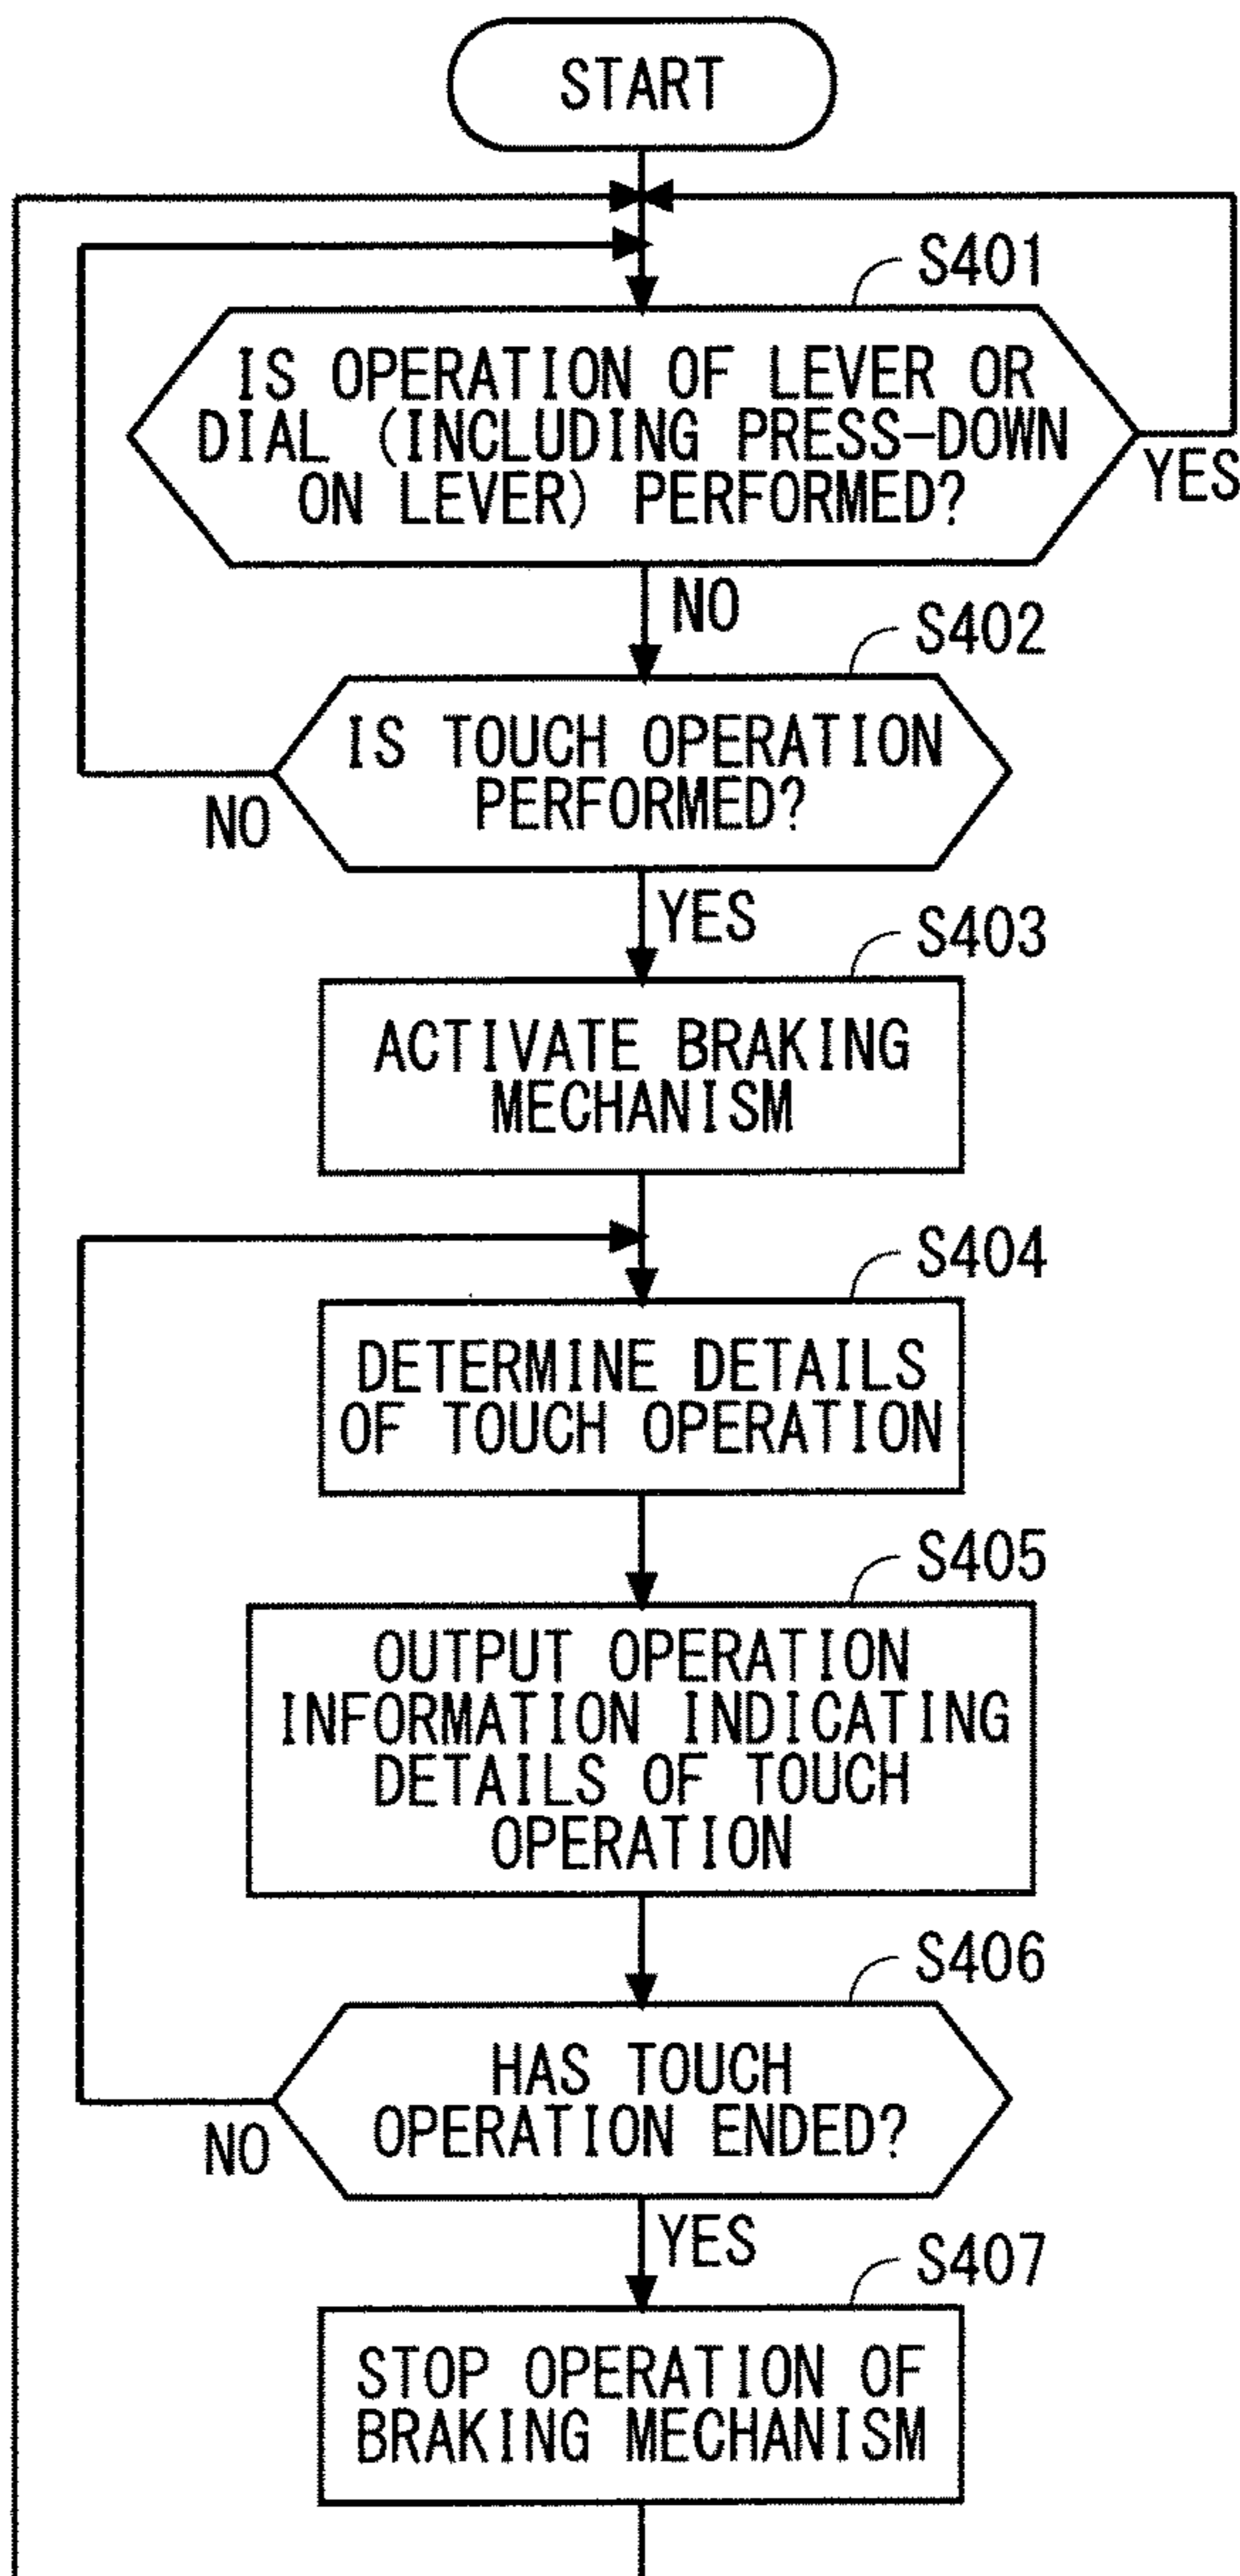 START
S401
IS OPERATION OF LEVER OR
DIAL (INCLUDING PRESS-DOWN
ON LEVER) PERFORMED?
YES
NO
S402
IS TOUCH OPERATION
PERFORMED?
NO
YES
S403
ACTIVATE BRAKING
MECHANISM
S404
DETERMINE DETAILS
OF TOUCH OPERATION
S405
OUTPUT OPERATION
INFORMATION INDICATING
DETAILS OF TOUCH
OPERATION
S406
HAS TOUCH
OPERATION ENDED?
NO
YES
S407
STOP OPERATION OF
BRAKING MECHANISM